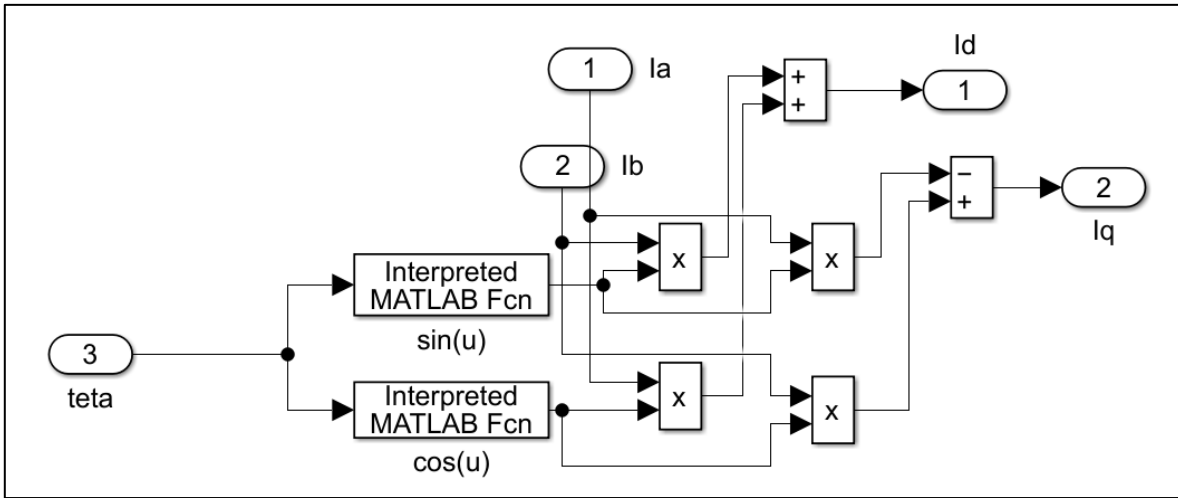 Id
1
Ia
+
+
1
2
Ib
−
+
2
Iq
x
x
Interpreted
MATLAB Fcn
sin(u)
3
teta
Interpreted
MATLAB Fcn
cos(u)
x
x